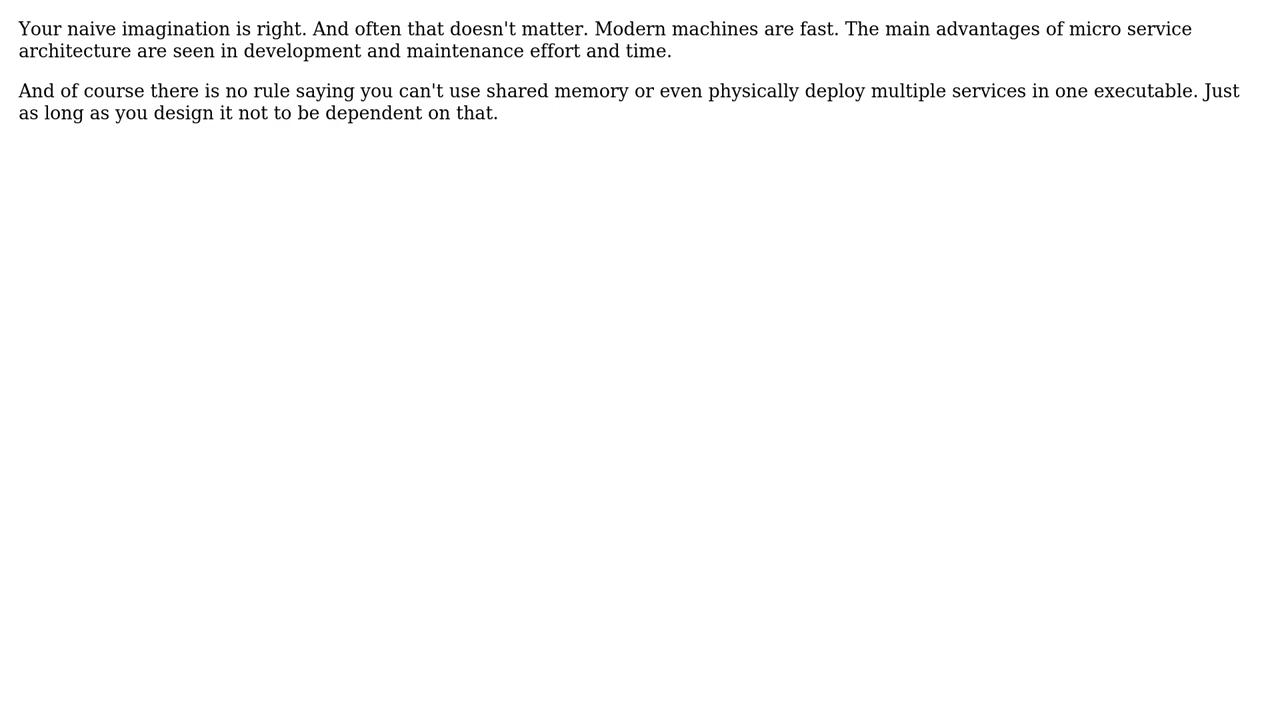 Your naive imagination is right. And often that doesn't matter. Modern machines are fast. The main advantages of micro service
architecture are seen in development and maintenance effort and time.
And of course there is no rule saying you can't use shared memory or even physically deploy multiple services in one executable. Just
as long as you design it not to be dependent on that.